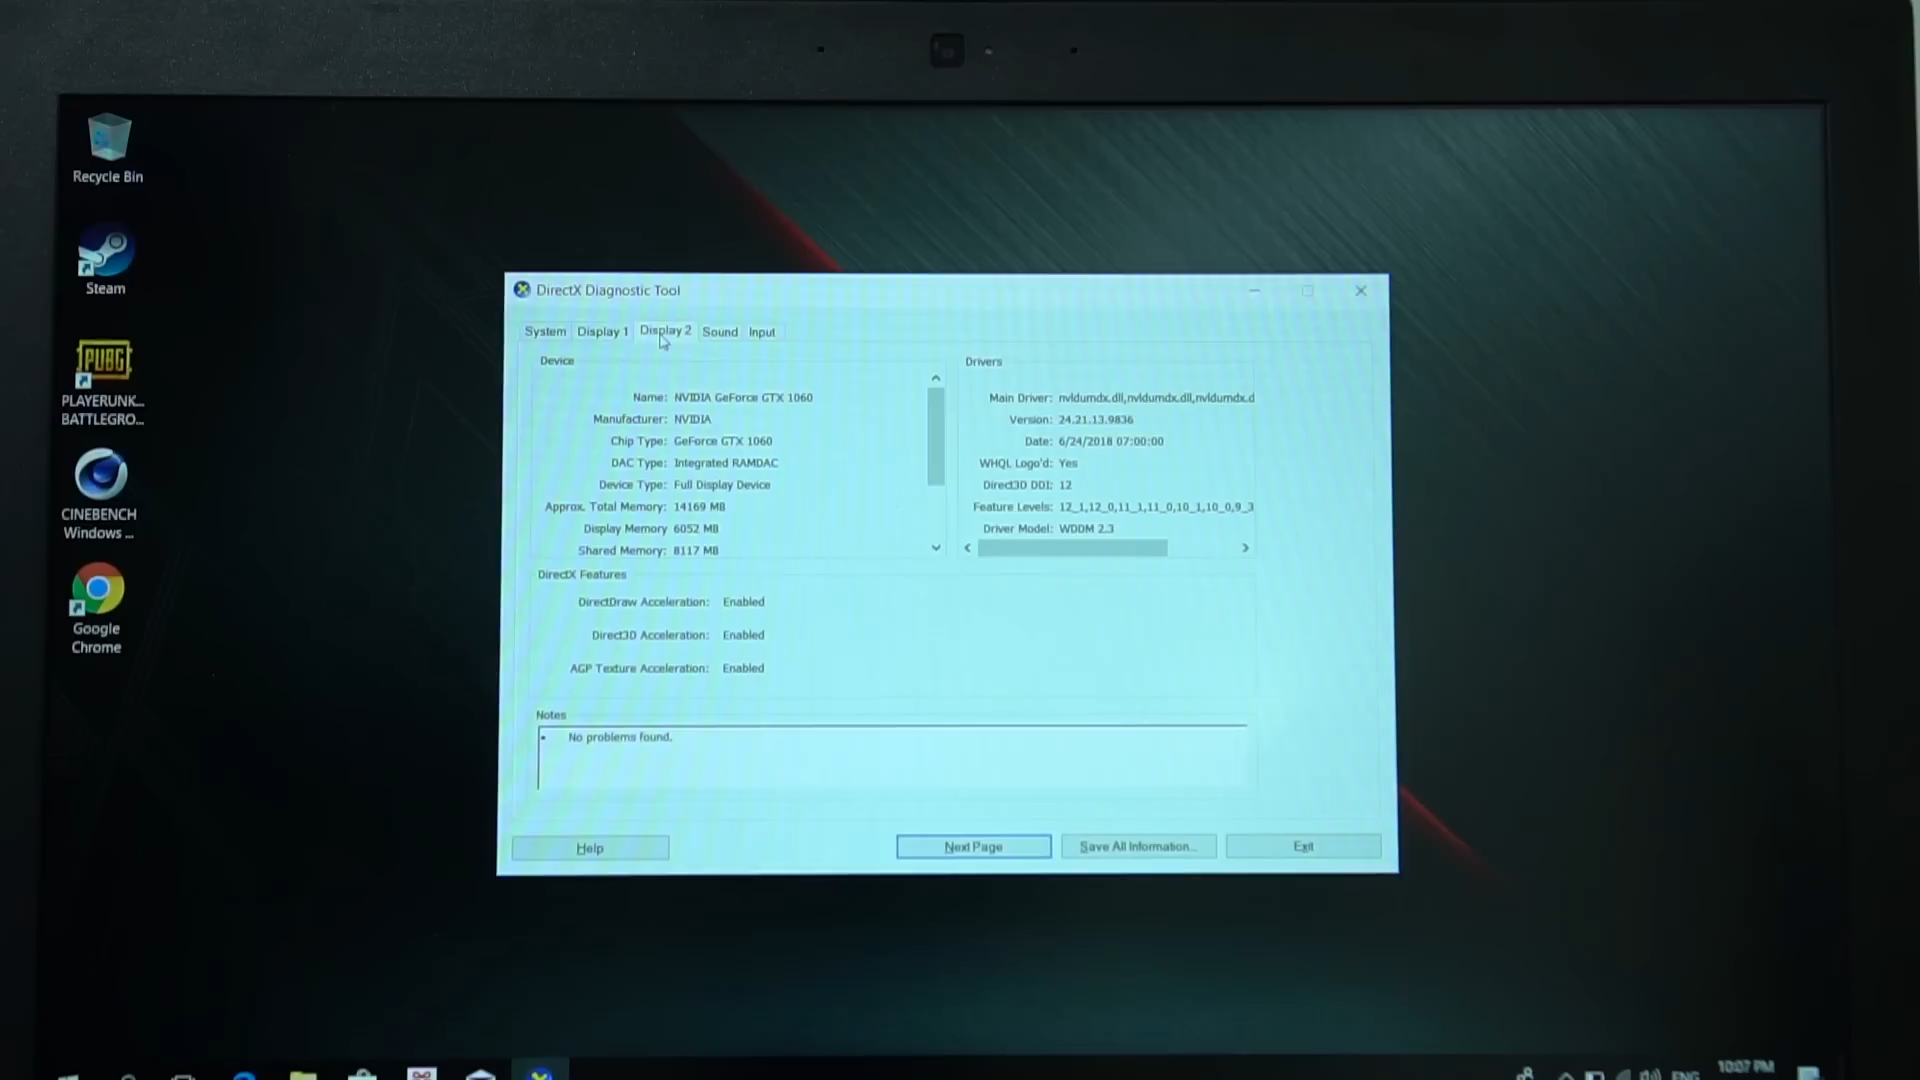 Recycle Bin
Steam
PUBG
PLAYERUNK...
BATTLEGRO...
CINEBENCH
Windows ...
Google
Chrome
DirectX Diagnostic Tool
System Display 1 Display 2 Sound Input
Device
Name: NVIDIA GeForce GTX 1060
Manufacturer: NVIDIA
Chip Type: GeForce GTX 1060
DAC Type: Integrated RAMDAC
Device Type: Full Display Device
Approx. Total Memory: 14169 MB
Display Memory 6052 MB
Shared Memory: 8117 MB
Drivers
Main Driver: nvldumdx.dll,nvldumdx.dll,nvldumdx.d
Version: 24.21.13.9836
Date: 6/24/2018 07:00:00
WHQL Logo'd: Yes
Direct3D DDI: 12
Feature Levels: 12_1,12_0,11_1,11_0,10_1,10_0,9_3
Driver Model: WDDM 2.3
DirectX Features
DirectDraw Acceleration: Enabled
Direct3D Acceleration: Enabled
AGP Texture Acceleration: Enabled
Notes
No problems found.
Help Next Page Save All Information... Exit
ENG
10:07 PM